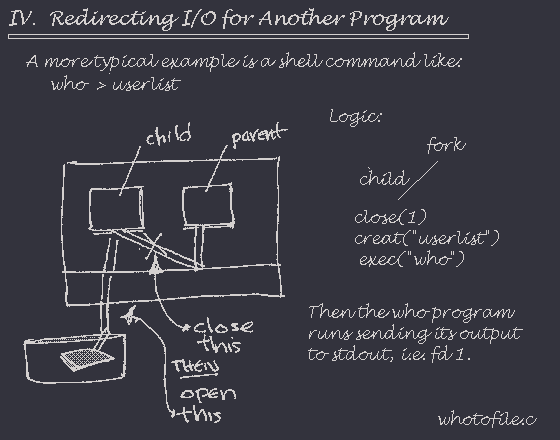 IV. Redirecting I/O for Another Program
A more typical example is a shell command like:
who > userlist
Logic:
fork
child
close(1)
creat("userlist")
exec("who")
child
parent
close
this
THEN
open
this
Then the who program
runs sending its output
to stdout, i.e. fd 1.
whotofile.c